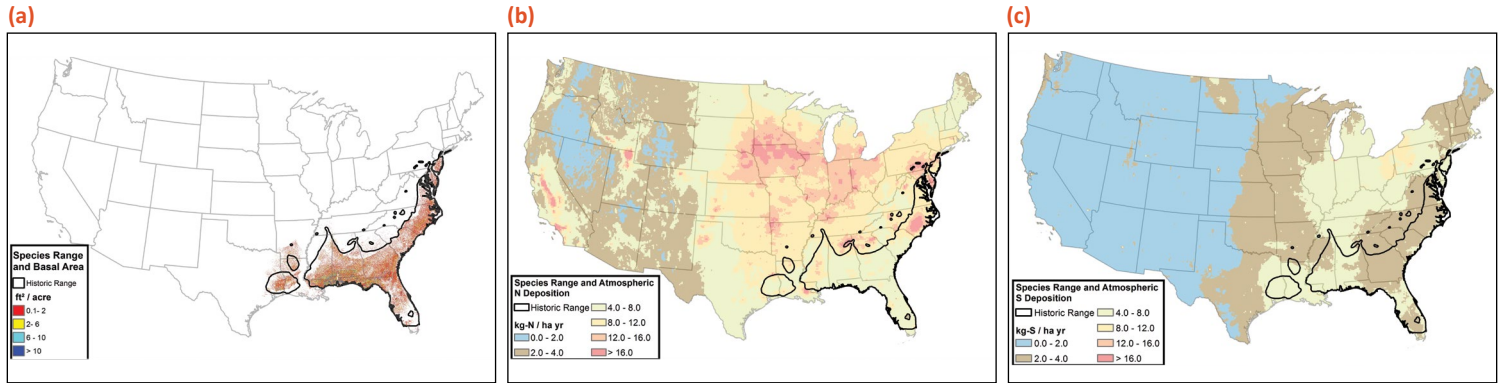 (a)
Species Range
and Basal Area
Historic Range
ft² / acre
0.1- 2
2- 6
6 - 10
> 10
(b)
Species Range and Atmospheric
N Deposition
Historic Range
kg-N / ha yr
0.0 - 2.0
2.0 - 4.0
4.0 - 8.0
8.0 - 12.0
12.0 - 16.0
> 16.0
(c)
Species Range and Atmospheric
S Deposition
Historic Range
kg-S / ha yr
0.0 - 2.0
2.0 - 4.0
4.0 - 8.0
8.0 - 12.0
12.0 - 16.0
> 16.0